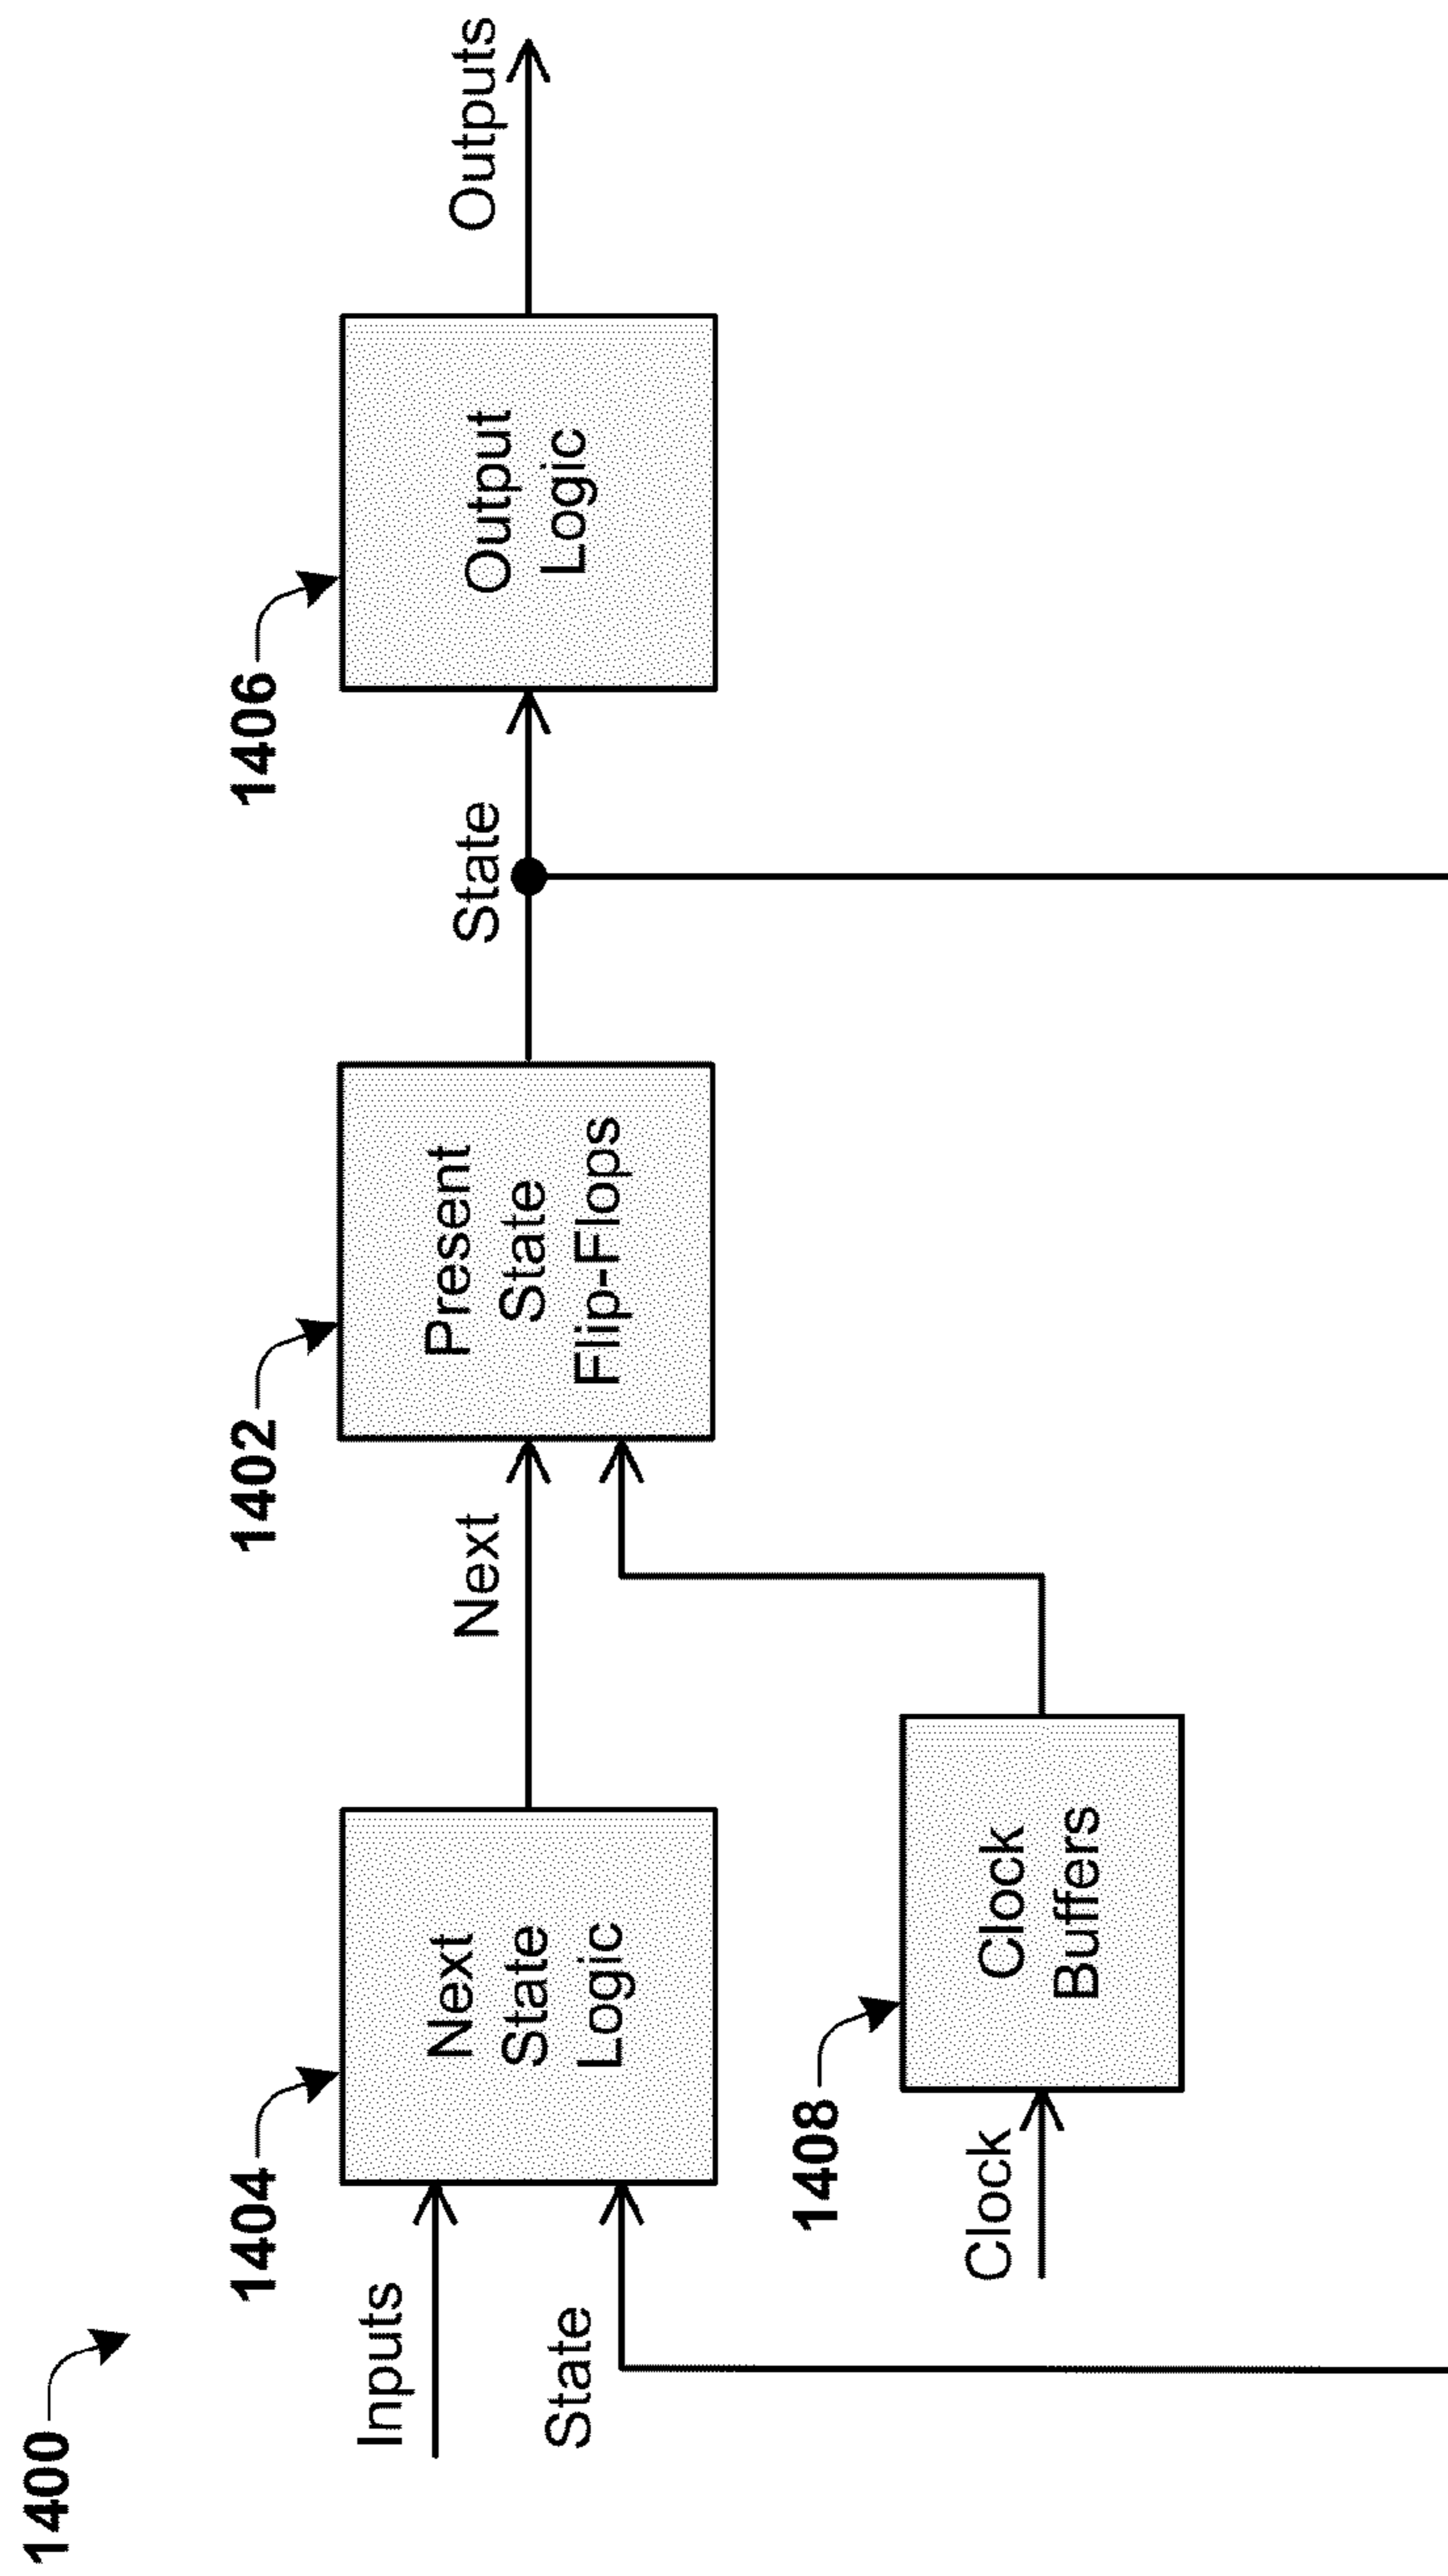 1400
1404
1402
1406
Inputs
State
Next
State
Logic
Next
Present
State
Flip-Flops
State
Output
Logic
Outputs
1408
Clock
Clock
Buffers